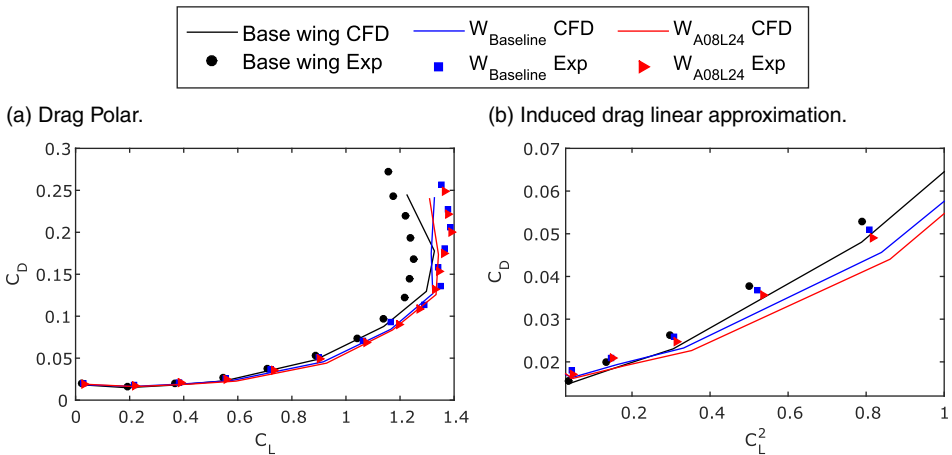 Base wing CFD W_Baseline CFD W_A08L24 CFD
Base wing Exp W_Baseline Exp W_A08L24 Exp
(a) Drag Polar.
0.3
0.25
0.2
0.15
0.1
0.05
0
C_D
0 0.2 0.4 0.6 0.8 1 1.2 1.4
C_L
(b) Induced drag linear approximation.
0.07
0.06
0.05
0.04
0.03
0.02
C_D
0.2 0.4 0.6 0.8 1
C_L^2